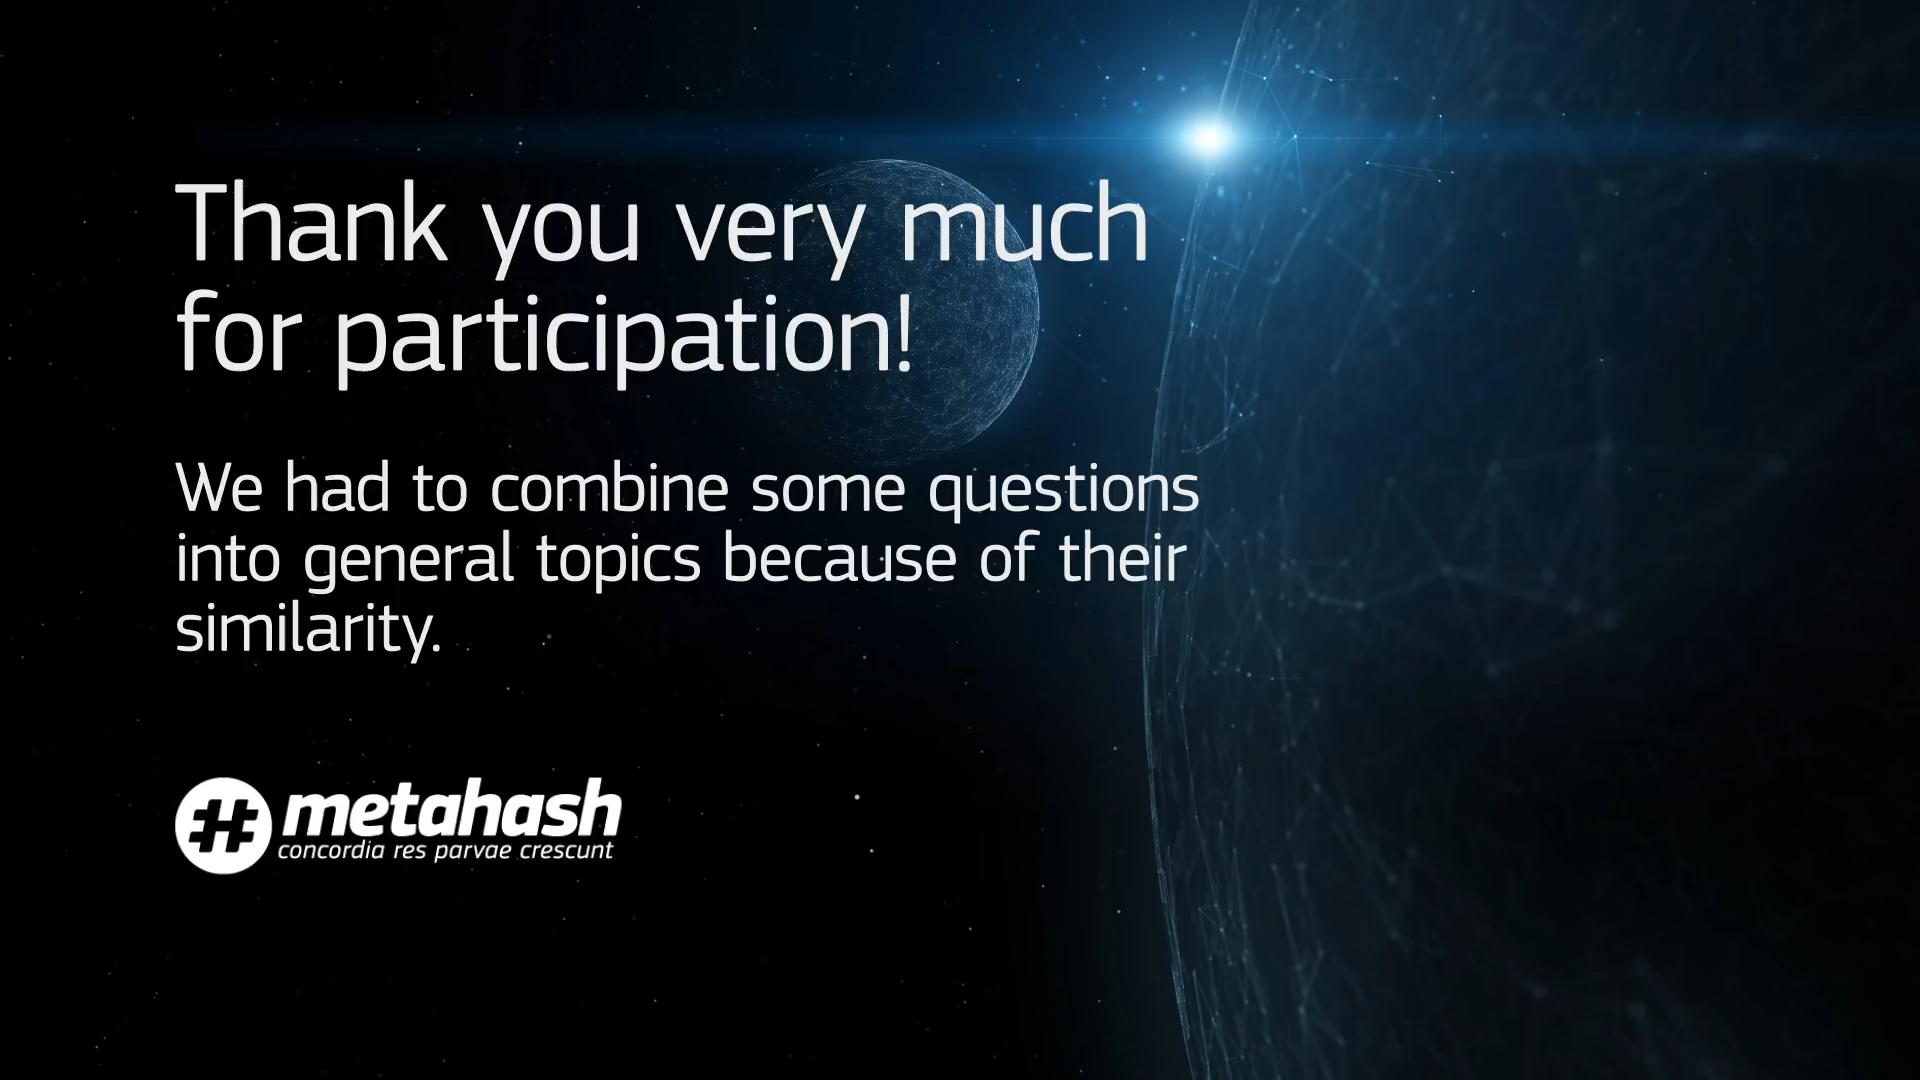 Thank you very much
for participation!
We had to combine some questions
into general topics because of their
similarity.
#metahash
concordia res parvae crescunt